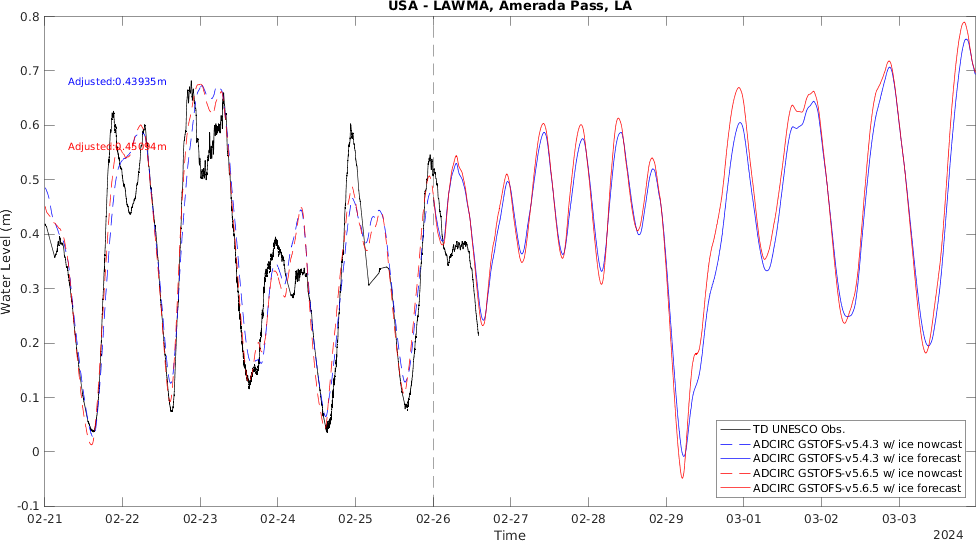 USA - LAWMA, Amerada Pass, LA
0.8
0.7
0.6
0.5
0.4
0.3
0.2
0.1
0
-0.1
Water Level (m)
Adjusted:0.43935m
Adjusted:0.45094m
TD UNESCO Obs.
ADCIRC GSTOFS-v5.4.3 w/ ice nowcast
ADCIRC GSTOFS-v5.4.3 w/ ice forecast
ADCIRC GSTOFS-v5.6.5 w/ ice nowcast
ADCIRC GSTOFS-v5.6.5 w/ ice forecast
02-21 02-22 02-23 02-24 02-25 02-26 02-27 02-28 02-29 03-01 03-02 03-03
Time
2024